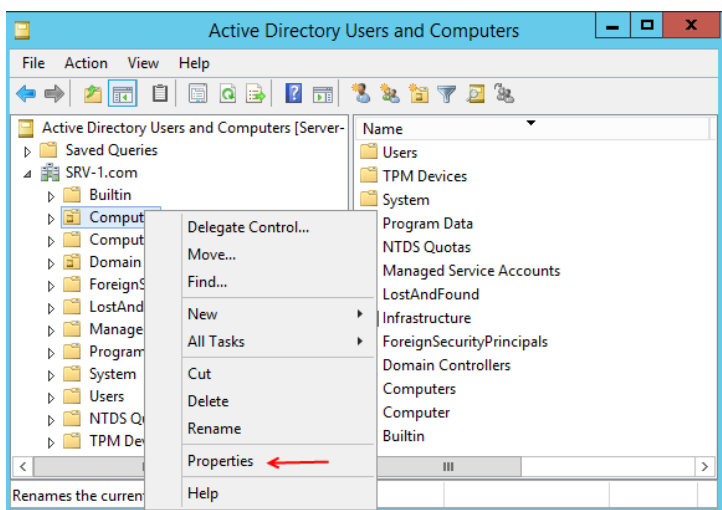 Active Directory Users and Computers
File Action View Help
Active Directory Users and Computers [Server-
Saved Queries
SRV-1.com
Builtin
Comput
Comput
Domain
ForeignS
LostAnd
Manage
Program
System
Users
NTDS Qu
TPM Dev
Delegate Control...
Move...
Find...
New
All Tasks
Cut
Delete
Rename
Properties
Help
Name
Users
TPM Devices
System
Program Data
NTDS Quotas
Managed Service Accounts
LostAndFound
Infrastructure
ForeignSecurityPrincipals
Domain Controllers
Computers
Computer
Builtin
Renames the curren